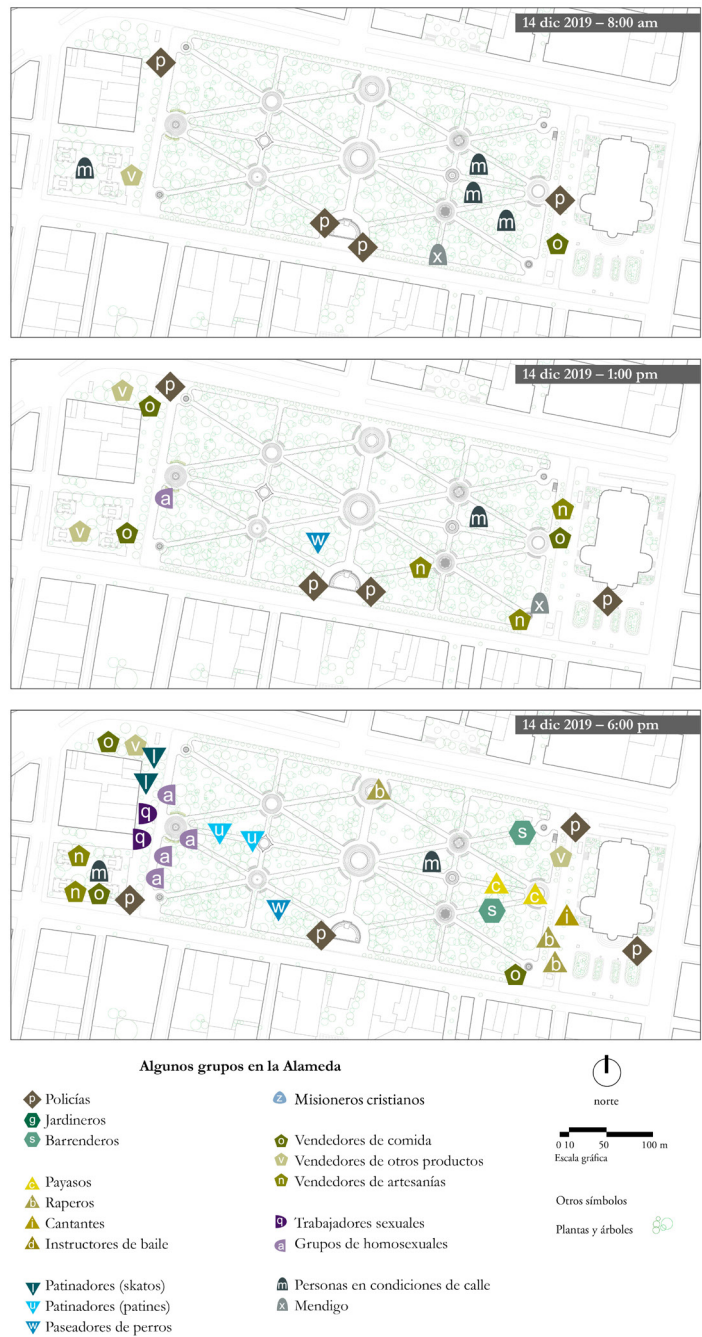 14 dic 2019 – 8:00 am
p
m
m v
m p
p m
p o
x
14 dic 2019 – 1:00 pm
v p
o
a n
m
v o w o
n
p p x p
n
14 dic 2019 – 6:00 pm
o v l
l
a b
q
q a u u s p
n a v
m m
a c
n o p c
w s i
p b
p
b
o
Algunos grupos en la Alameda
p Policías
g Jardineros
s Barrenderos
c Payasos
b Raperos
i Cantantes
d Instructores de baile
l Patinadores (skatos)
u Patinadores (patines)
w Paseadores de perros
z Misioneros cristianos
o Vendedores de comida
v Vendedores de otros productos
n Vendedores de artesanías
q Trabajadores sexuales
a Grupos de homosexuales
m Personas en condiciones de calle
x Mendigo
norte
0 10 50 100 m
Escala gráfica
Otros símbolos
Plantas y árboles